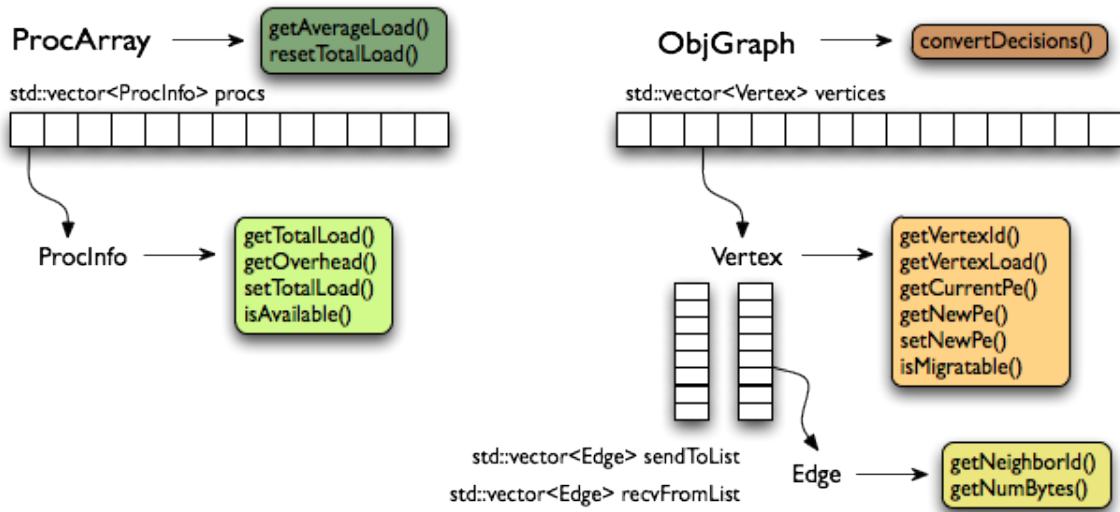 ProcArray
getAverageLoad()
resetTotalLoad()
std::vector<ProcInfo> procs
ProcInfo
getTotalLoad()
getOverhead()
setTotalLoad()
isAvailable()
ObjGraph
convertDecisions()
std::vector<Vertex> vertices
Vertex
getVertexId()
getVertexLoad()
getCurrentPe()
getNewPe()
setNewPe()
isMigratable()
std::vector<Edge> sendToList
std::vector<Edge> recvFromList
Edge
getNeighborId()
getNumBytes()